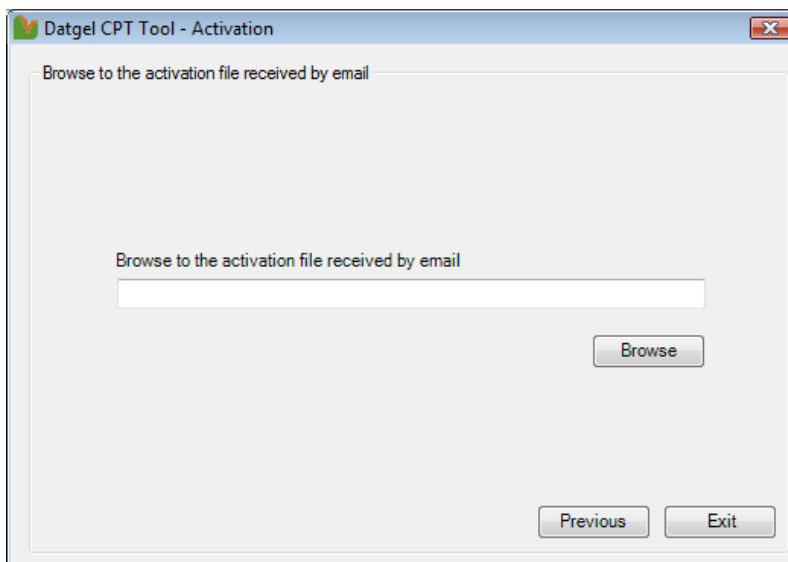 Datgel CPT Tool - Activation
Browse to the activation file received by email
Browse to the activation file received by email
Browse
Previous Exit